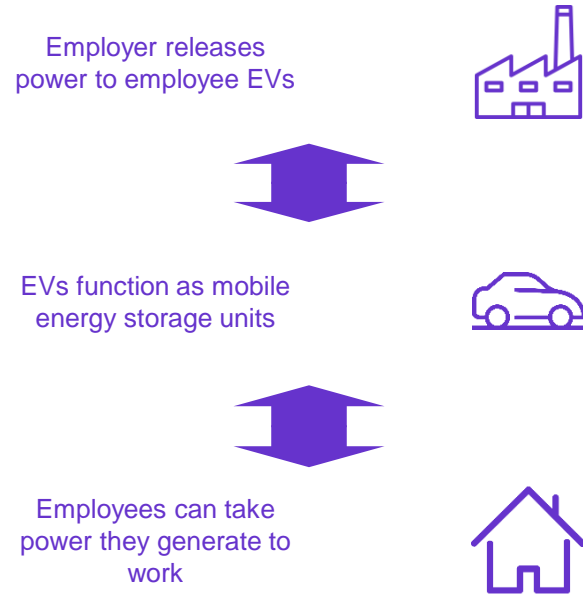 Employer releases
power to employee EVs
EVs function as mobile
energy storage units
Employees can take
power they generate to
work